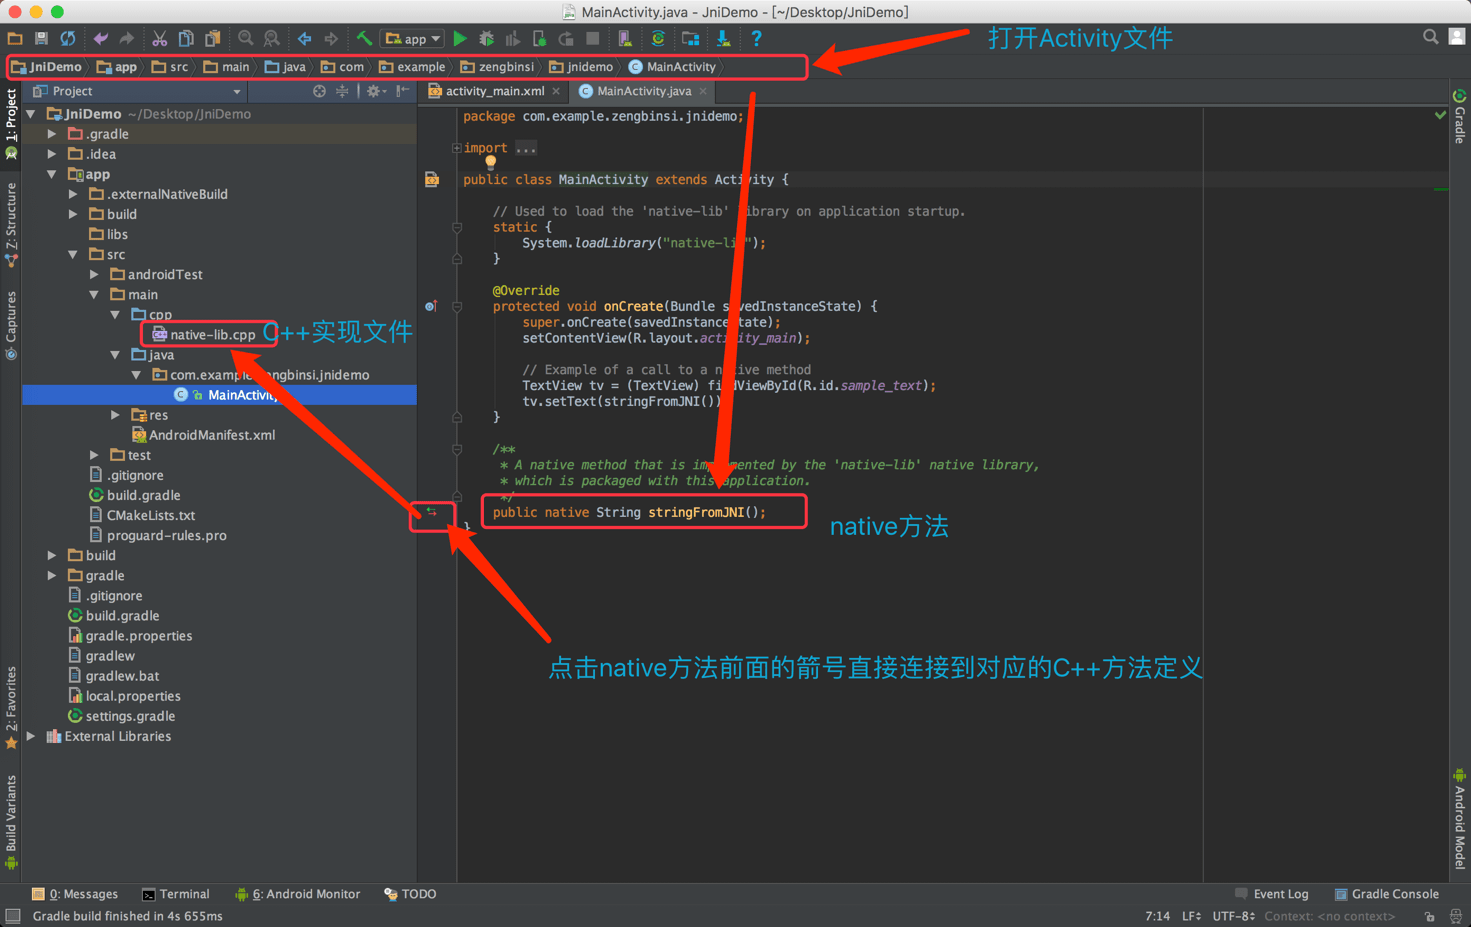 MainActivity.java - JniDemo - [~/Desktop/JniDemo]
app
打开Activity文件
JniDemo app src main java com example zengbinsi jnidemo MainActivity
Project
activity_main.xml
MainActivity.java
1: Project
Z: Structure
Captures
2: Favorites
Build Variants
JniDemo ~/Desktop/JniDemo
.gradle
.idea
app
.externalNativeBuild
build
libs
src
androidTest
main
cpp
native-lib.cpp
C++实现文件
java
com.example.zengbinsi.jnidemo
MainActivity
res
AndroidManifest.xml
test
.gitignore
build.gradle
CMakeLists.txt
proguard-rules.pro
build
gradle
.gitignore
build.gradle
gradle.properties
gradlew
gradlew.bat
local.properties
settings.gradle
External Libraries
package com.example.zengbinsi.jnidemo;
import ...
public class MainActivity extends Activity {
// Used to load the 'native-lib' library on application startup.
static {
System.loadLibrary("native-lib");
}
@Override
protected void onCreate(Bundle savedInstanceState) {
super.onCreate(savedInstanceState);
setContentView(R.layout.activity_main);
// Example of a call to a native method
TextView tv = (TextView) findViewById(R.id.sample_text);
tv.setText(stringFromJNI())
}
/**
* A native method that is implemented by the 'native-lib' native library,
* which is packaged with this application.
*/
public native String stringFromJNI();
}
native方法
点击native方法前面的箭号直接连接到对应的C++方法定义
Gradle
Android Model
0: Messages
Terminal
6: Android Monitor
TODO
Event Log
Gradle Console
Gradle build finished in 4s 655ms
7:14 LF÷ UTF-8÷ Context: <no context>